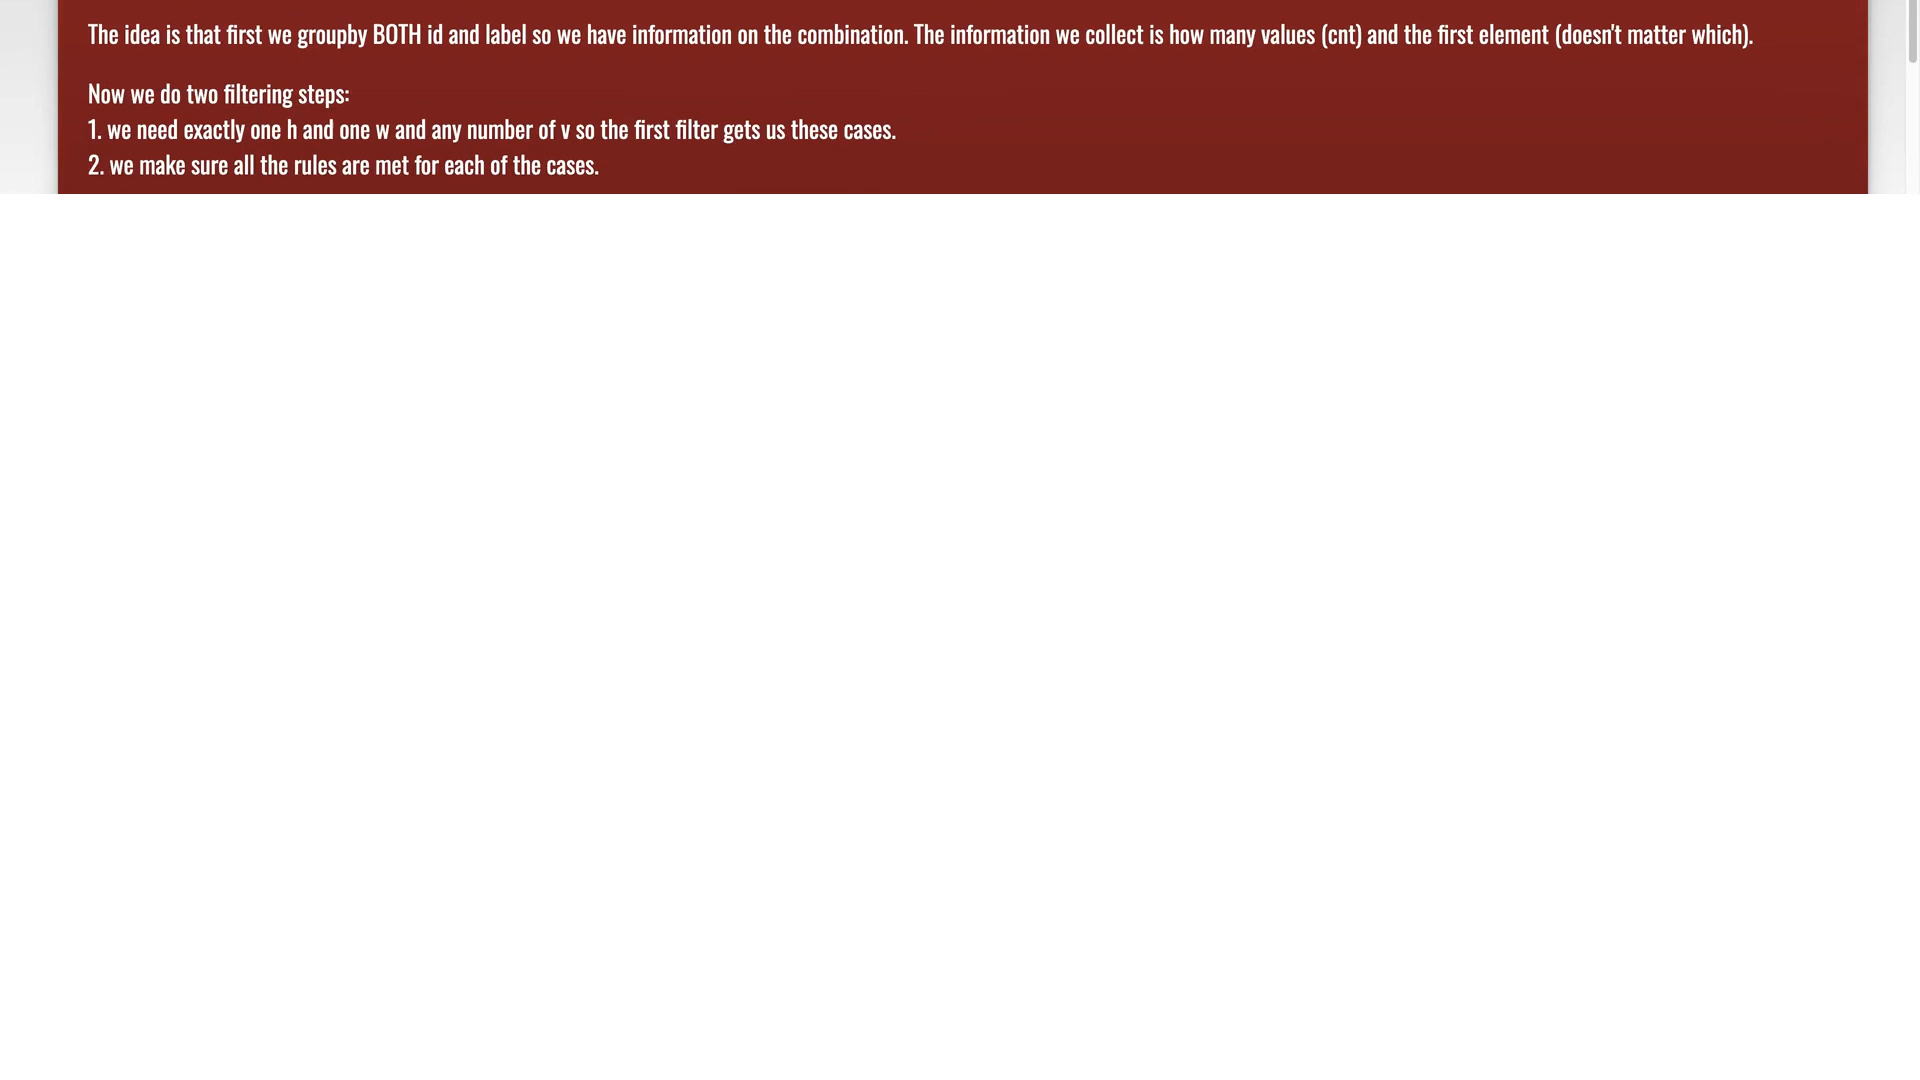 The idea is that first we groupby BOTH id and label so we have information on the combination. The information we collect is how many values (cnt) and the first element (doesn't matter which).
Now we do two filtering steps:
1. we need exactly one h and one w and any number of v so the first filter gets us these cases.
2. we make sure all the rules are met for each of the cases.